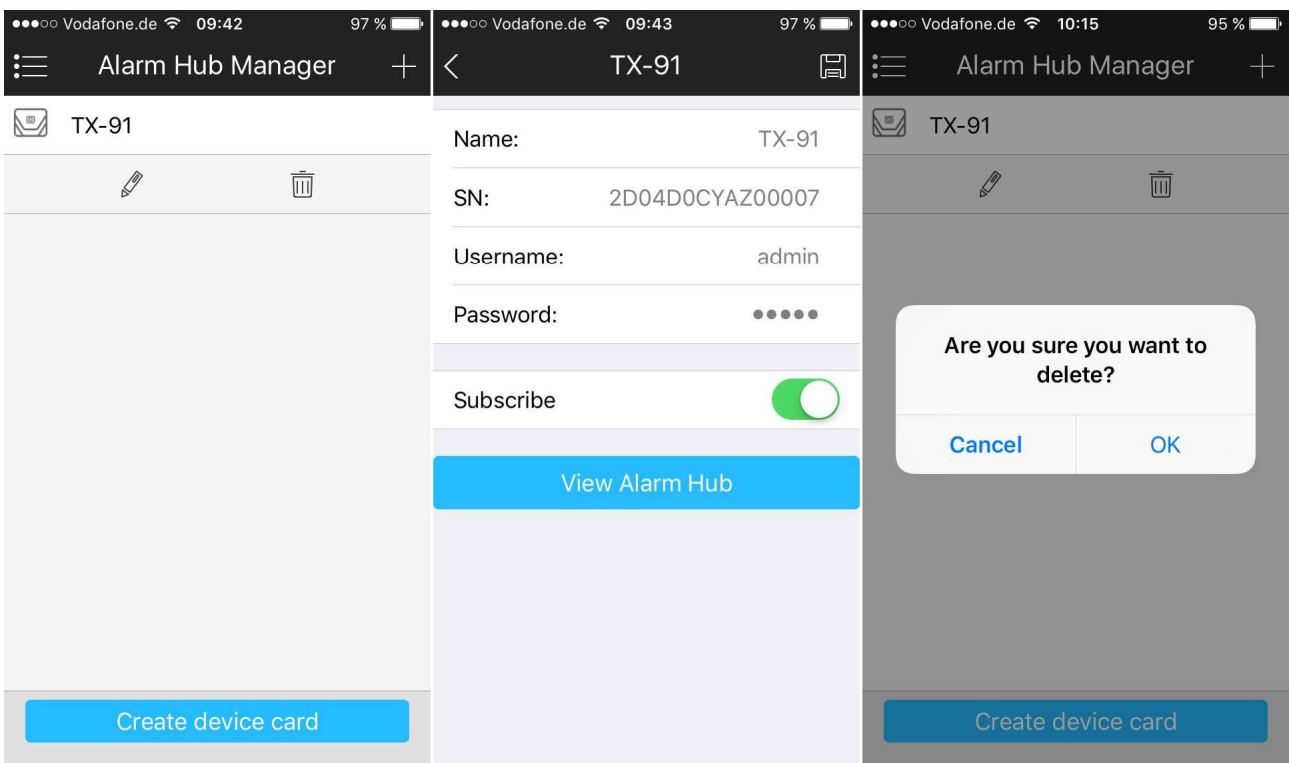 ●●●○○ Vodafone.de 09:42 97 %
Alarm Hub Manager +
TX-91
Create device card
●●●○○ Vodafone.de 09:43 97 %
< TX-91
Name: TX-91
SN: 2D04D0CYAZ00007
Username: admin
Password: ●●●●●
Subscribe
View Alarm Hub
●●●○○ Vodafone.de 10:15 95 %
Alarm Hub Manager +
TX-91
Are you sure you want to
delete?
Cancel OK
Create device card